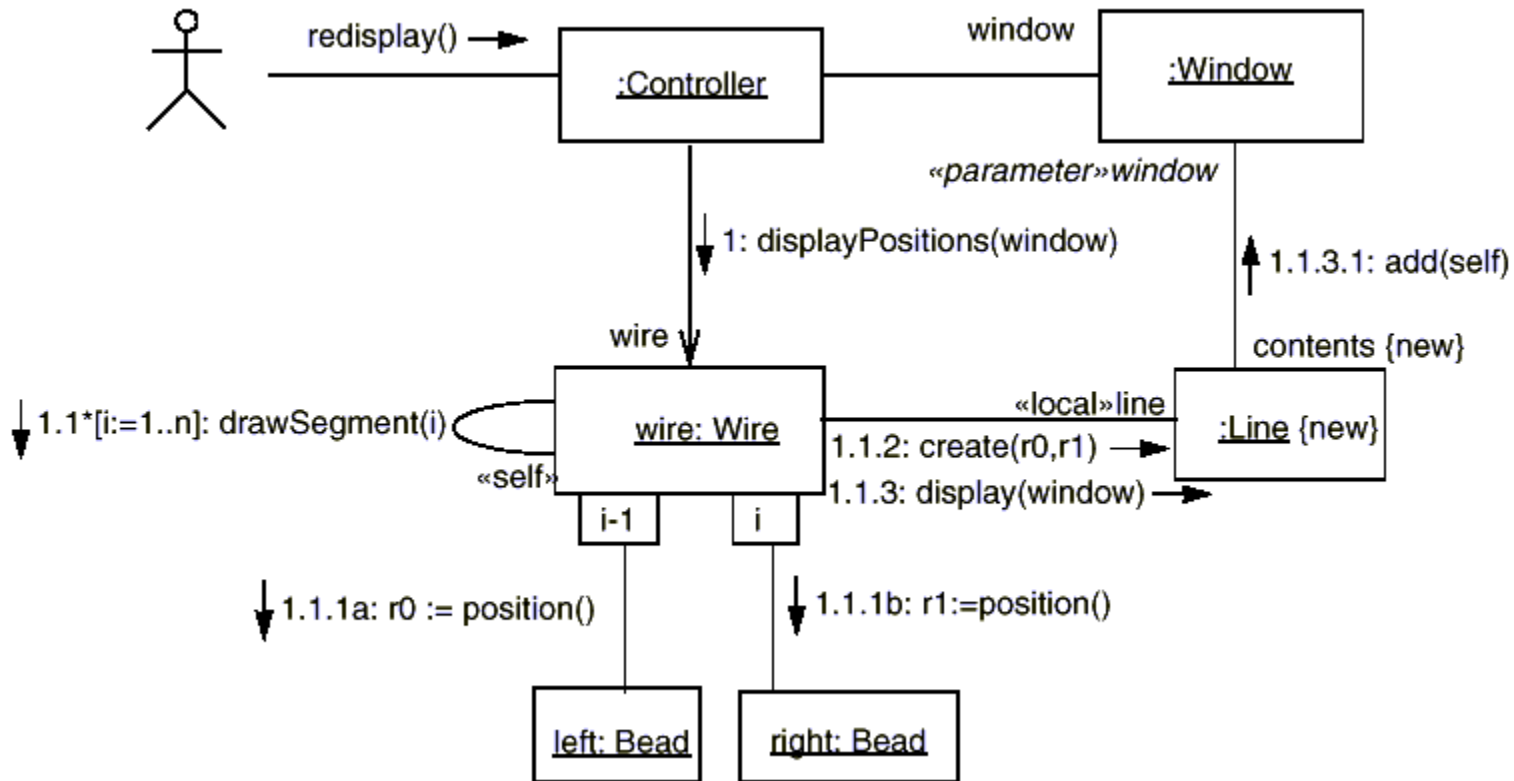 redisplay()
window
:Controller
:Window
«parameter»window
1: displayPositions(window)
1.1.3.1: add(self)
wire
contents {new}
1.1*[i:=1..n]: drawSegment(i)
wire: Wire
«local»line
:Line {new}
1.1.2: create(r0,r1)
«self»
1.1.3: display(window)
i-1
i
1.1.1a: r0 := position()
1.1.1b: r1:=position()
left: Bead
right: Bead